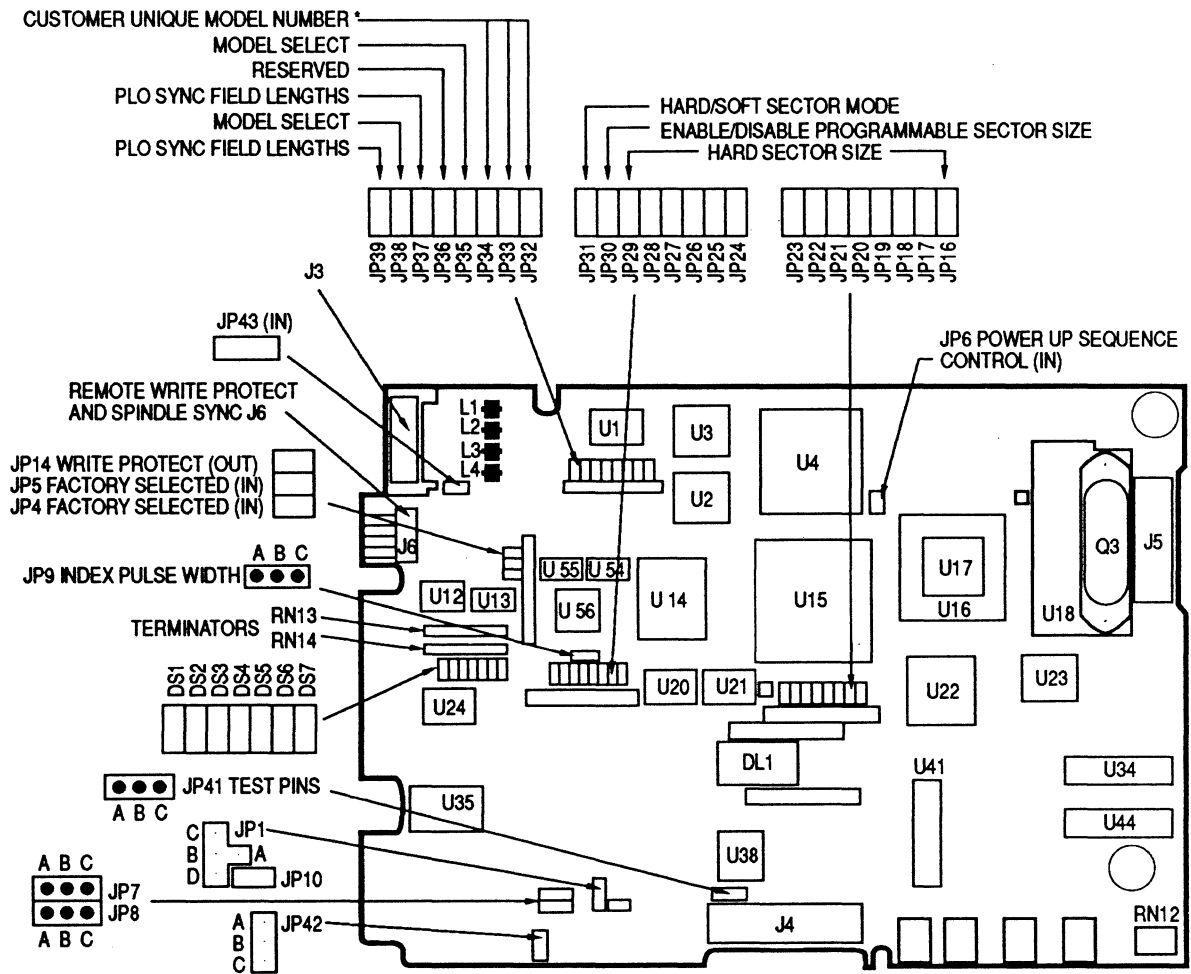 CUSTOMER UNIQUE MODEL NUMBER *
MODEL SELECT
RESERVED
PLO SYNC FIELD LENGTHS
MODEL SELECT
PLO SYNC FIELD LENGTHS
HARD/SOFT SECTOR MODE
ENABLE/DISABLE PROGRAMMABLE SECTOR SIZE
HARD SECTOR SIZE
JP39 JP38 JP37 JP36 JP35 JP34 JP33 JP32
JP31 JP30 JP29 JP28 JP27 JP26 JP25 JP24
JP23 JP22 JP21 JP20 JP19 JP18 JP17 JP16
J3
JP43 (IN)
JP6 POWER UP SEQUENCE
CONTROL (IN)
REMOTE WRITE PROTECT
AND SPINDLE SYNC J6
L1
L2
L3
L4
U1
U3
U4
U2
JP14 WRITE PROTECT (OUT)
JP5 FACTORY SELECTED (IN)
JP4 FACTORY SELECTED (IN)
J6
Q3
J5
A B C
JP9 INDEX PULSE WIDTH
U 55
U 54
U12
U13
U 56
U 14
U15
U17
U16
U18
TERMINATORS
RN13
RN14
DS1 DS2 DS3 DS4 DS5 DS6 DS7
U24
U20
U21
U22
U23
DL1
U41
U34
U44
JP41 TEST PINS
A B C
U35
U38
C
B
D
A
JP1
JP10
A B C
JP7
JP8
A B C
A
B
C
JP42
J4
RN12